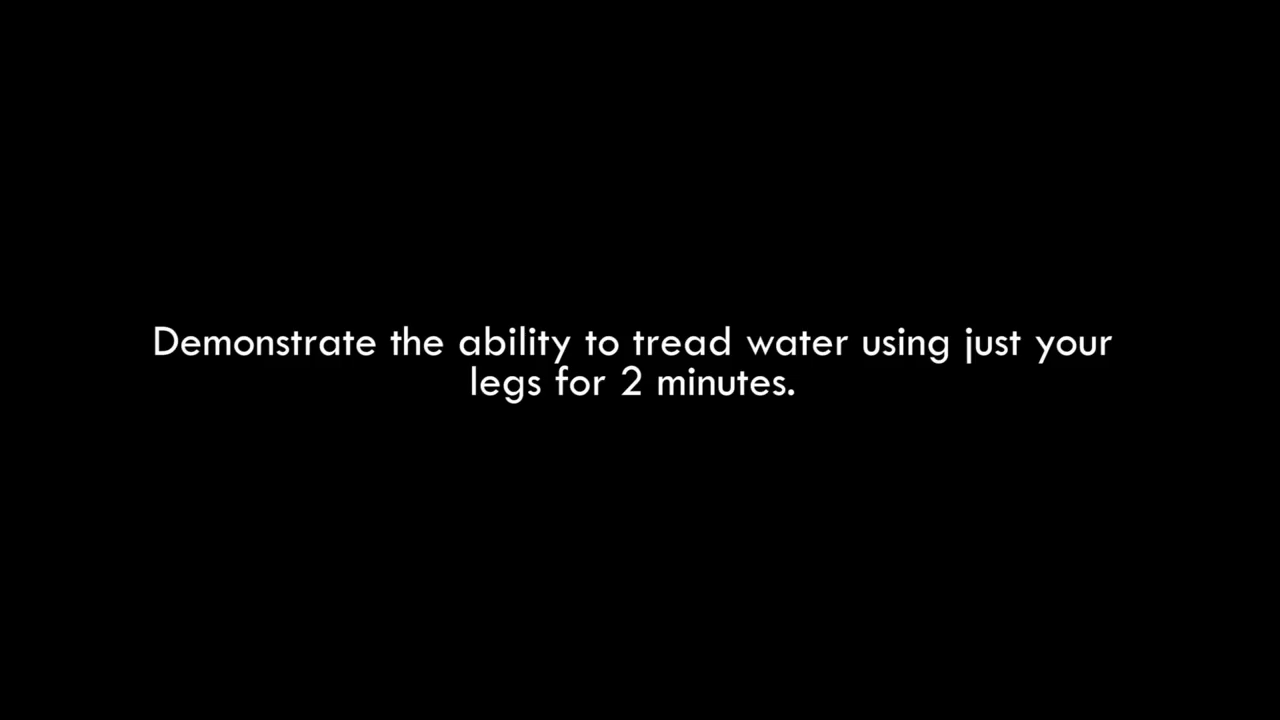 Demonstrate the ability to tread water using just your
legs for 2 minutes.